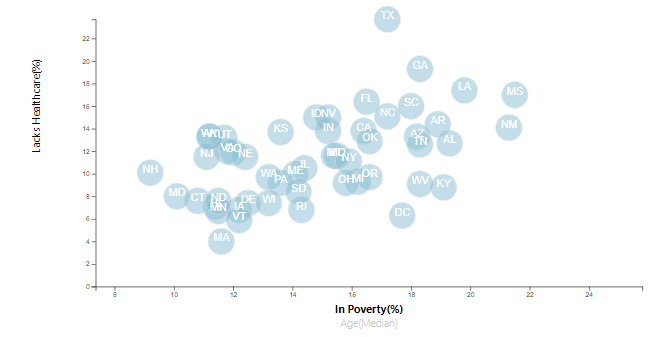 TX
22
GA
20
LA
18
MS
FL
SC
16
ID NV
NC
AR
NM
14
KS
IN
CA
AZ
UT
OK
TN
AL
12
NJ
CO
NE
NY
IL
10
NH
WA
ME
PA
OH
MI
OR
WV
KY
8
MD
CT
ND
DE
WI
SD
MN
IA
RI
6
VT
DC
4
MA
2
0
8
10
12
14
16
18
20
22
24
Lacks Healthcare(%)
In Poverty(%)
Age(Median)